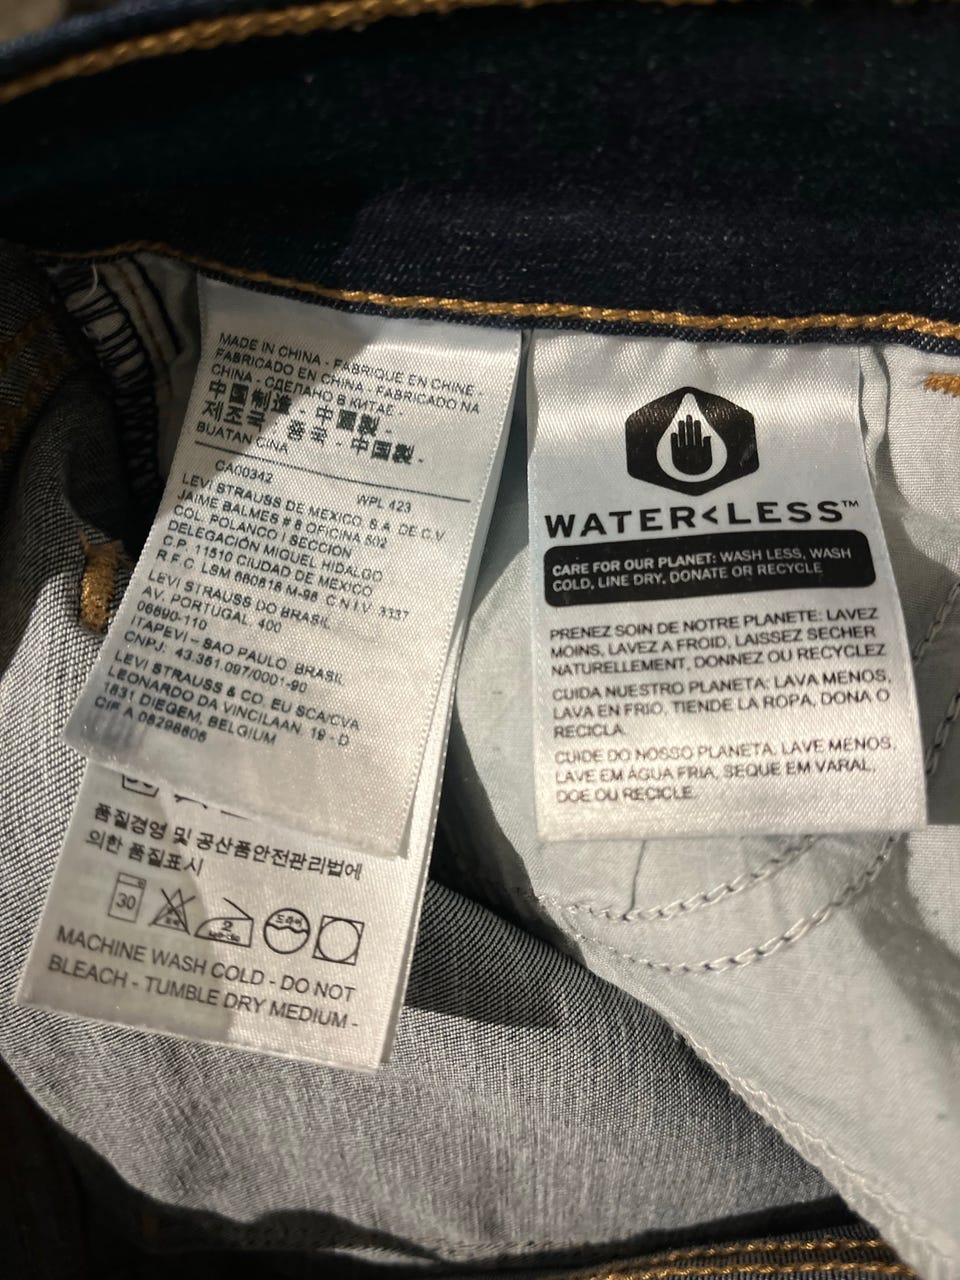 MADE IN CHINA - FABRIQUE EN CHINE
FABRICADO EN CHINA - FABRICADO NA
CHINA - СДЕЛАНО В КИТАЕ -
中国制造 - 中國製 -
제조국 : 중국 - 中国製 -
BUATAN CINA
CA00342 WPL 423
LEVI STRAUSS DE MEXICO, S.A. DE C.V.
JAIME BALMES # 8 OFICINA 502
COL. POLANCO I SECCION
DELEGACIÓN MIGUEL HIDALGO
C.P. 11510 CIUDAD DE MEXICO
R.F.C. LSM 660818 M-98 C.N.I.V. 3337
LEVI STRAUSS DO BRASIL
AV. PORTUGAL, 400
06690-110
ITAPEVI - SAO PAULO, BRASIL
CNPJ: 43.351.097/0001-90
LEVI STRAUSS & CO. EU SCA/CVA
LEONARDO DA VINCILAAN, 19 - D
1831 DIEGEM, BELGIUM
CIF A 08298806
품질경영 및 공산품안전관리법에
의한 품질표시
30
MACHINE WASH COLD - DO NOT
BLEACH - TUMBLE DRY MEDIUM -
WATER<LESS™
CARE FOR OUR PLANET: WASH LESS, WASH
COLD, LINE DRY, DONATE OR RECYCLE
PRENEZ SOIN DE NOTRE PLANETE: LAVEZ
MOINS, LAVEZ A FROID, LAISSEZ SECHER
NATURELLEMENT, DONNEZ OU RECYCLEZ
CUIDA NUESTRO PLANETA: LAVA MENOS,
LAVA EN FRIO, TIENDE LA ROPA, DONA O
RECICLA.
CUIDE DO NOSSO PLANETA. LAVE MENOS,
LAVE EM ÁGUA FRIA, SEQUE EM VARAL,
DOE OU RECICLE.